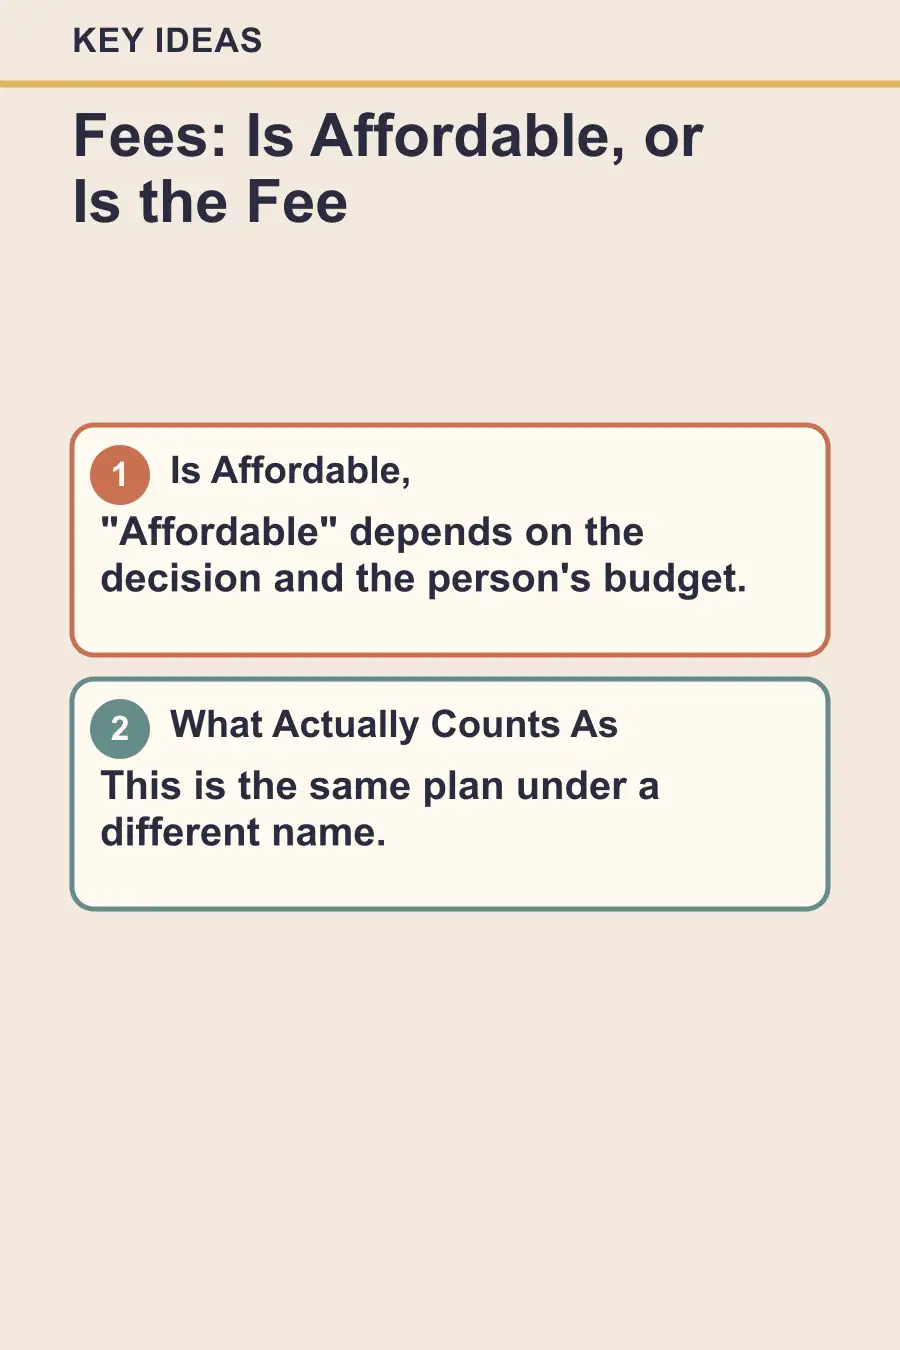 KEY IDEAS
Fees: Is Affordable, or
Is the Fee
1 Is Affordable,
"Affordable" depends on the
decision and the person's budget.
2 What Actually Counts As
This is the same plan under a
different name.